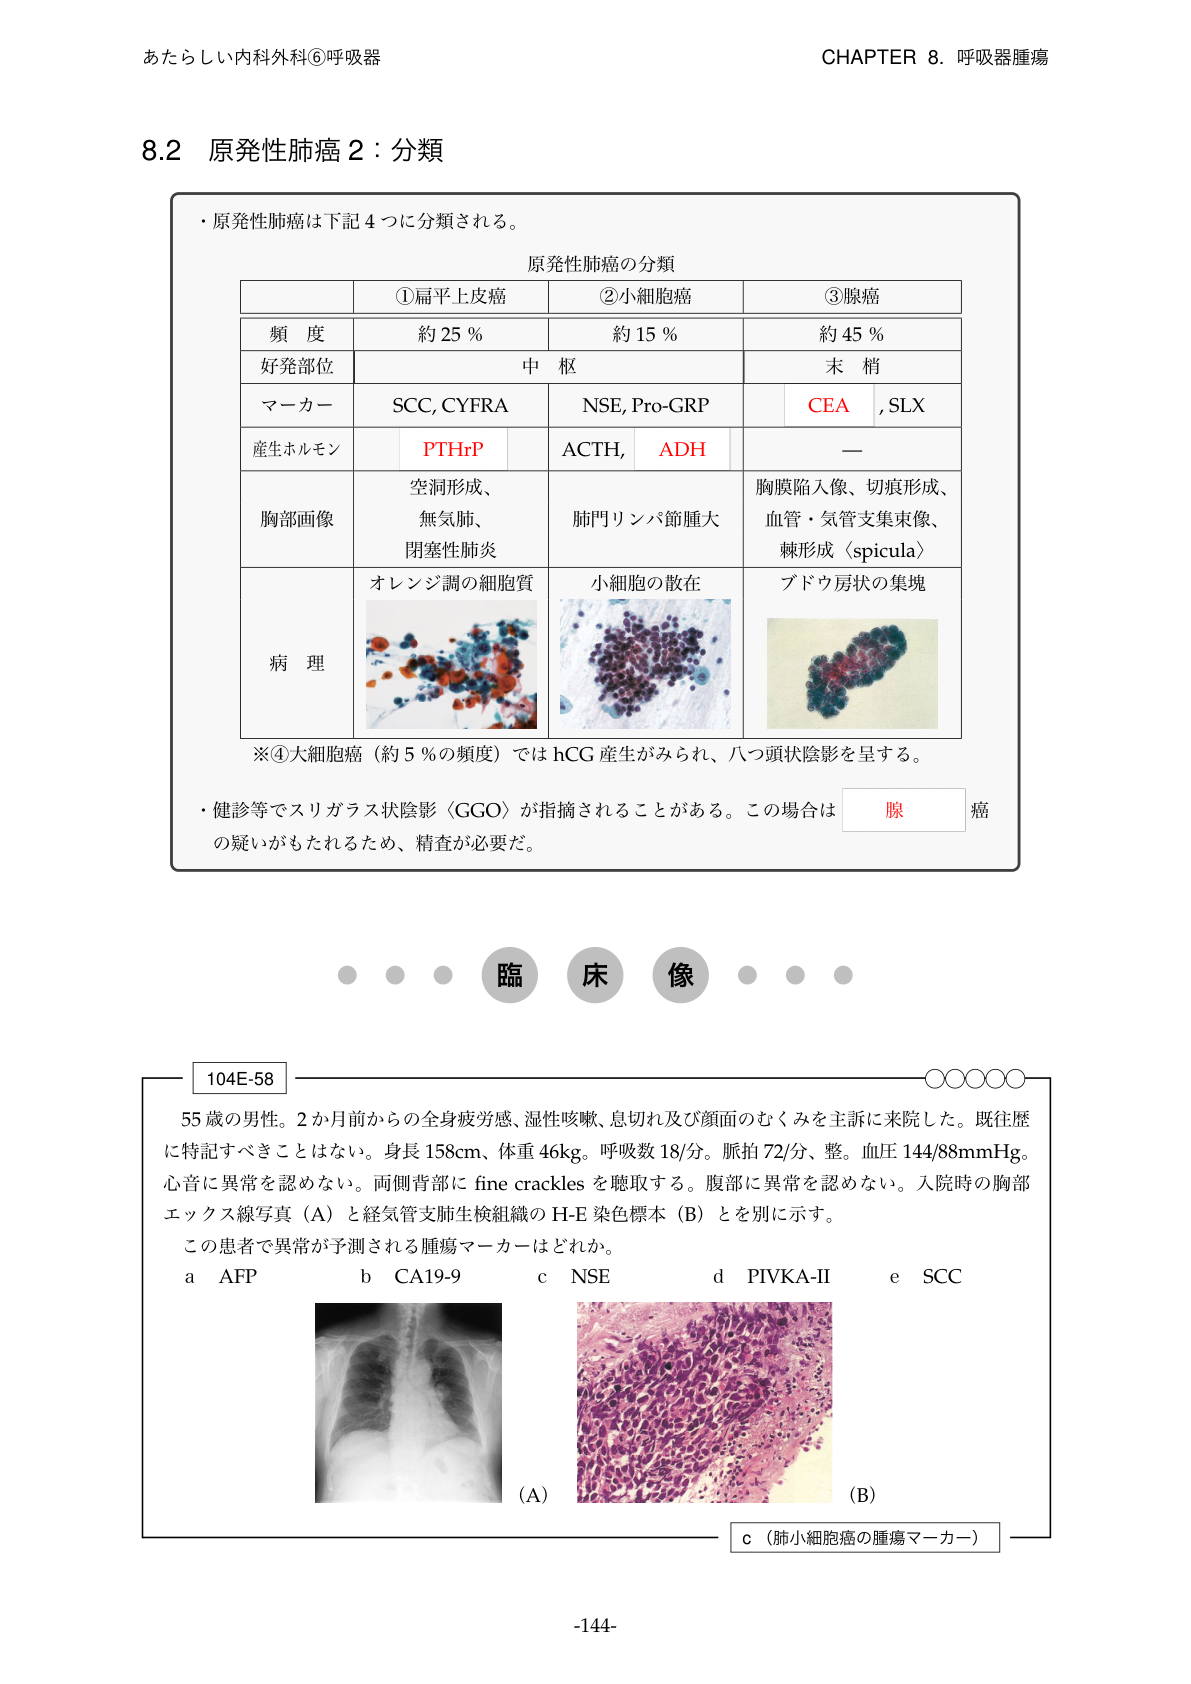 あたらしい内科外科⑥呼吸器
CHAPTER 8. 呼吸器腫瘍
8.2 原発性肺癌 2：分類
・原発性肺癌は下記 4 つに分類される。
原発性肺癌の分類
①扁平上皮癌 ②小細胞癌 ③腺癌
頻 度 約 25 % 約 15 % 約 45 %
好発部位 中 枢 末 梢
マーカー SCC, CYFRA NSE, Pro-GRP CEA , SLX
産生ホルモン PTHrP ACTH, ADH —
胸部画像 空洞形成、 無気肺、 閉塞性肺炎 肺門リンパ節腫大 胸膜陥入像、切痕形成、 血管・気管支集束像、 棘形成〈spicula〉
病 理 オレンジ調の細胞質 小細胞の散在 ブドウ房状の集塊
※④大細胞癌（約 5 %の頻度）では hCG 産生がみられ、八つ頭状陰影を呈する。
・健診等でスリガラス状陰影〈GGO〉が指摘されることがある。この場合は 腺 癌
の疑いがもたれるため、精査が必要だ。
臨 床 像
104E-58
55 歳の男性。2 か月前からの全身疲労感、湿性咳嗽、息切れ及び顔面のむくみを主訴に来院した。既往歴
に特記すべきことはない。身長 158cm、体重 46kg。呼吸数 18/分。脈拍 72/分、整。血圧 144/88mmHg。
心音に異常を認めない。両側背部に fine crackles を聴取する。腹部に異常を認めない。入院時の胸部
エックス線写真（A）と経気管支肺生検組織の H-E 染色標本（B）とを別に示す。
この患者で異常が予測される腫瘍マーカーはどれか。
a AFP b CA19-9 c NSE d PIVKA-II e SCC
(A) (B)
c （肺小細胞癌の腫瘍マーカー）
-144-